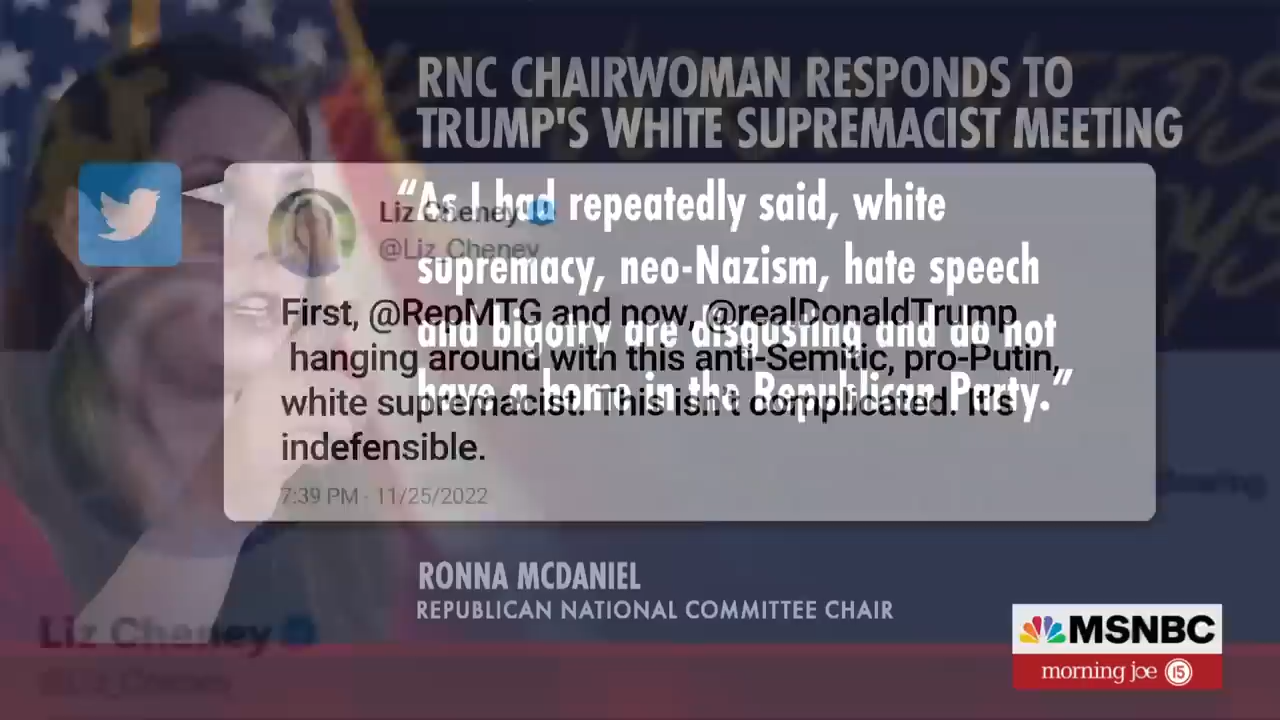 RNC CHAIRWOMAN RESPONDS TO
TRUMP'S WHITE SUPREMACIST MEETING
“As I had repeatedly said, white
supremacy, neo-Nazism, hate speech
and bigotry are disgusting and do not
have a home in the Republican Party.”
Liz Cheney
@Liz_Cheney
First, @RepMTG and now, @realDonaldTrump
hanging around with this anti-Semitic, pro-Putin,
white supremacist. This isn't complicated. It's
indefensible.
7:39 PM · 11/25/2022
RONNA MCDANIEL
REPUBLICAN NATIONAL COMMITTEE CHAIR
Liz Cheney
@Liz_Cheney
MSNBC
morning joe 15